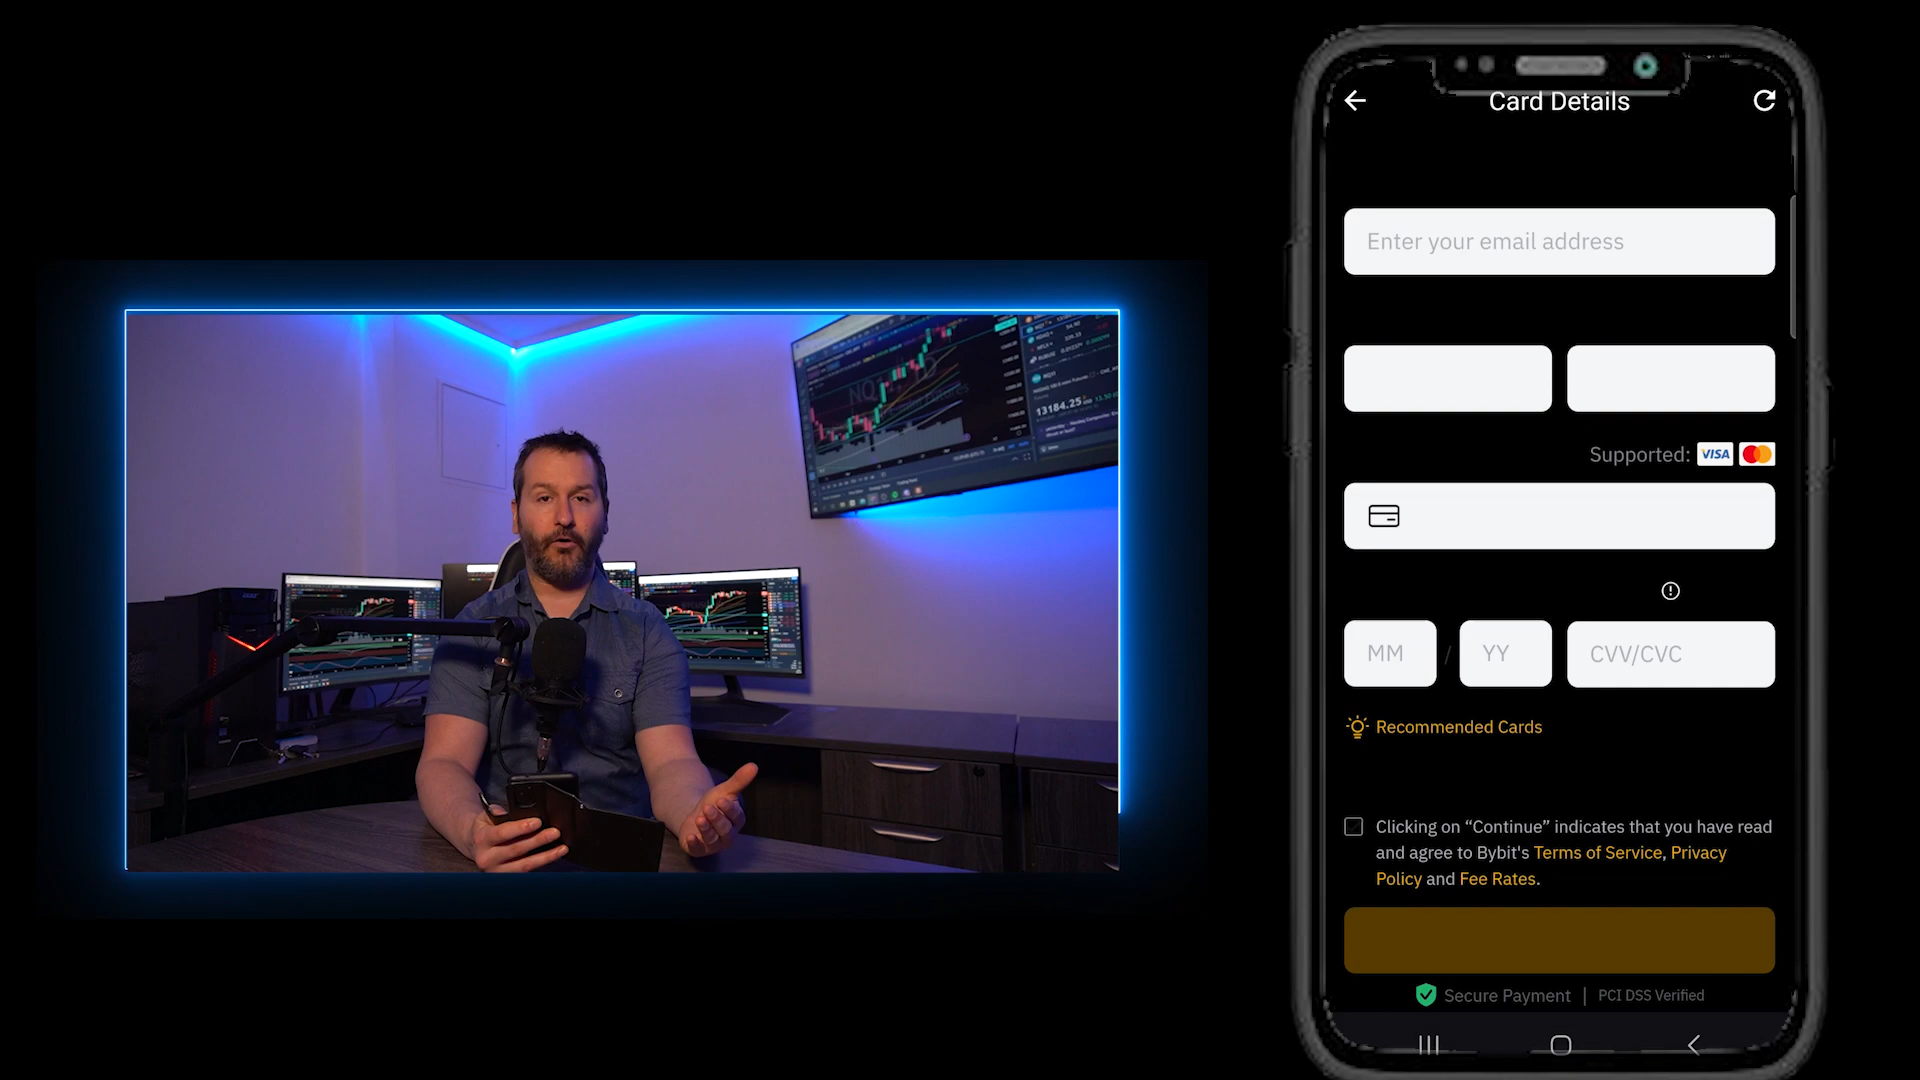 Card Details
Enter your email address
Supported: VISA
MM / YY CVV/CVC
Recommended Cards
Clicking on “Continue” indicates that you have read
and agree to Bybit's Terms of Service, Privacy
Policy and Fee Rates.
Secure Payment | PCI DSS Verified
13184.25